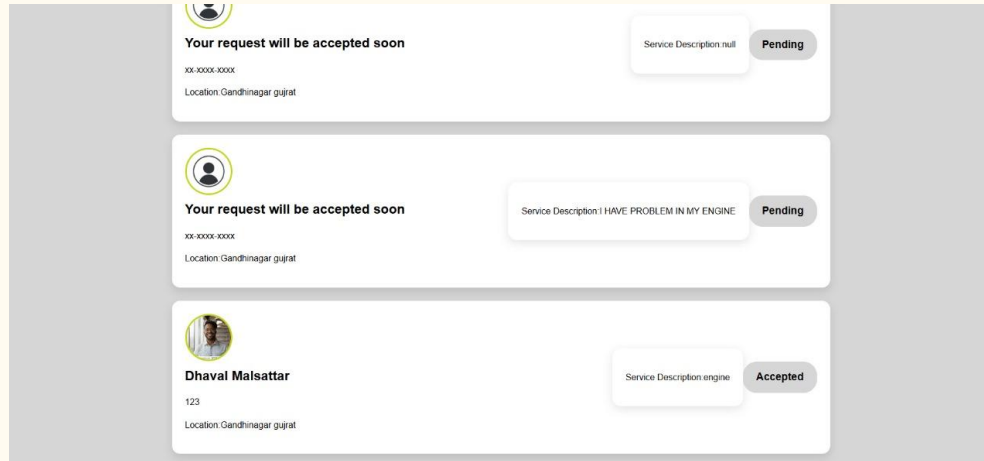 Your request will be accepted soon
Service Description:null
Pending
xx-xxxx-xxxx
Location:Gandhinagar gujrat
Your request will be accepted soon
Service Description:I HAVE PROBLEM IN MY ENGINE
Pending
xx-xxxx-xxxx
Location:Gandhinagar gujrat
Dhaval Malsattar
Service Description:engine
Accepted
123
Location:Gandhinagar gujrat